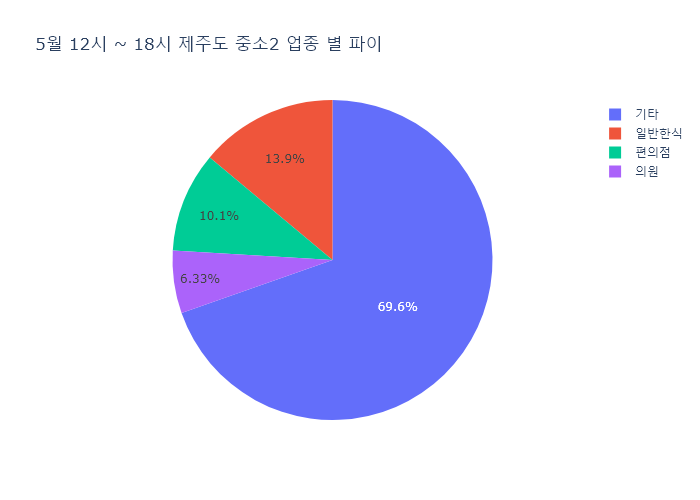 5월 12시 ~ 18시 제주도 중소2 업종 별 파이
기타
일반한식
편의점
의원
13.9%
10.1%
6.33%
69.6%